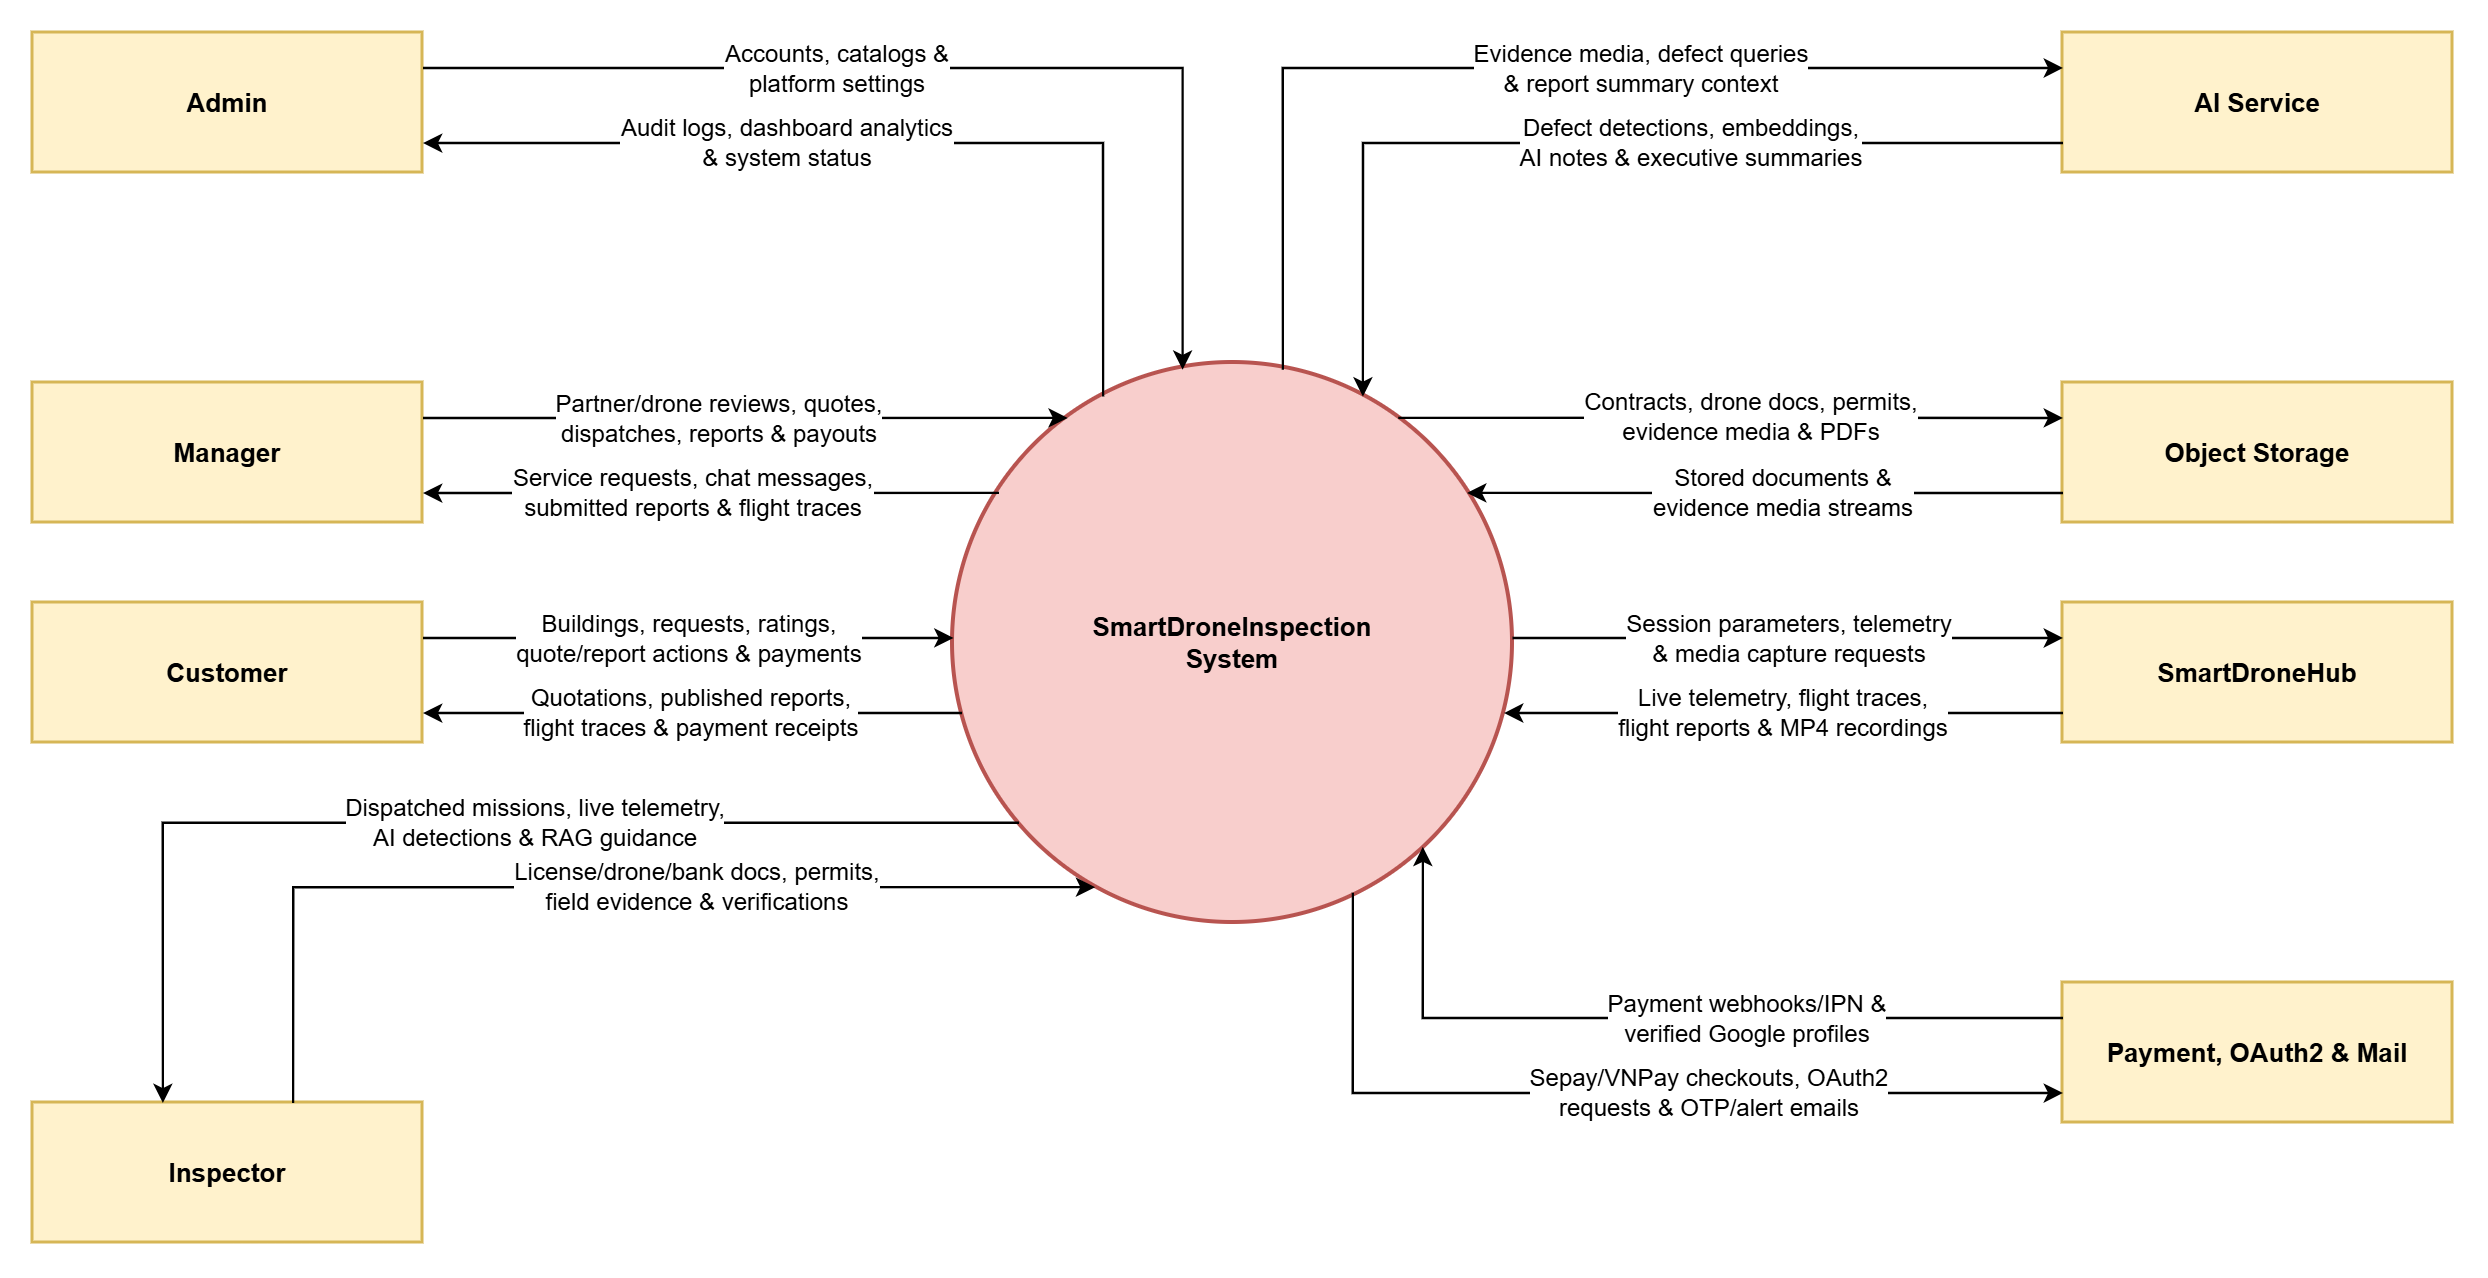 Admin
Accounts, catalogs &
platform settings
Audit logs, dashboard analytics
& system status
Evidence media, defect queries
& report summary context
Defect detections, embeddings,
AI notes & executive summaries
AI Service
Manager
Partner/drone reviews, quotes,
dispatches, reports & payouts
Service requests, chat messages,
submitted reports & flight traces
Contracts, drone docs, permits,
evidence media & PDFs
Stored documents &
evidence media streams
Object Storage
Customer
Buildings, requests, ratings,
quote/report actions & payments
Quotations, published reports,
flight traces & payment receipts
SmartDroneInspection
System
Session parameters, telemetry
& media capture requests
Live telemetry, flight traces,
flight reports & MP4 recordings
SmartDroneHub
Dispatched missions, live telemetry,
AI detections & RAG guidance
License/drone/bank docs, permits,
field evidence & verifications
Inspector
Payment webhooks/IPN &
verified Google profiles
Sepay/VNPay checkouts, OAuth2
requests & OTP/alert emails
Payment, OAuth2 & Mail